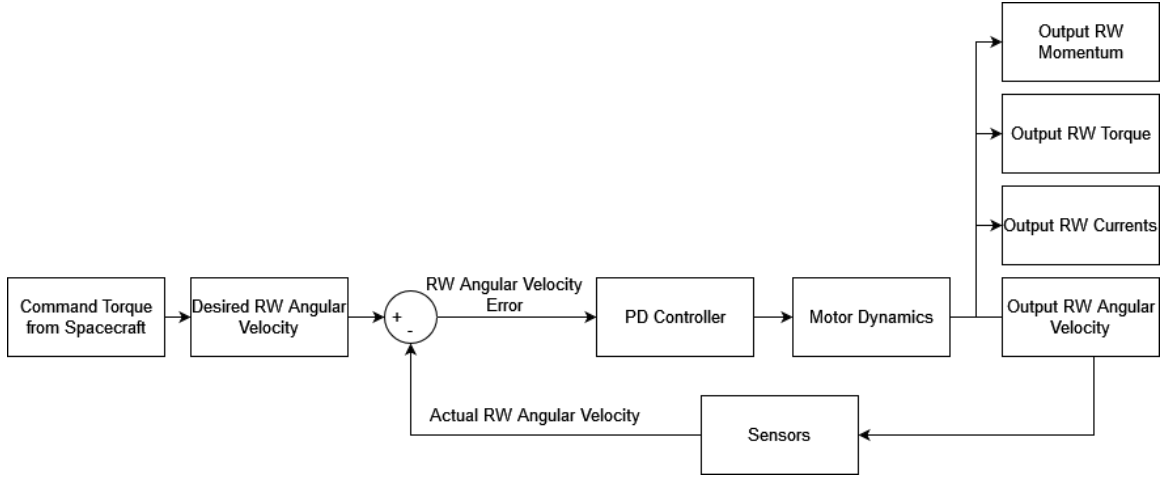 Output RW
Momentum
Output RW Torque
Output RW Currents
Command Torque
from Spacecraft
Desired RW Angular
Velocity
+
-
RW Angular Velocity
Error
PD Controller
Motor Dynamics
Output RW Angular
Velocity
Actual RW Angular Velocity
Sensors